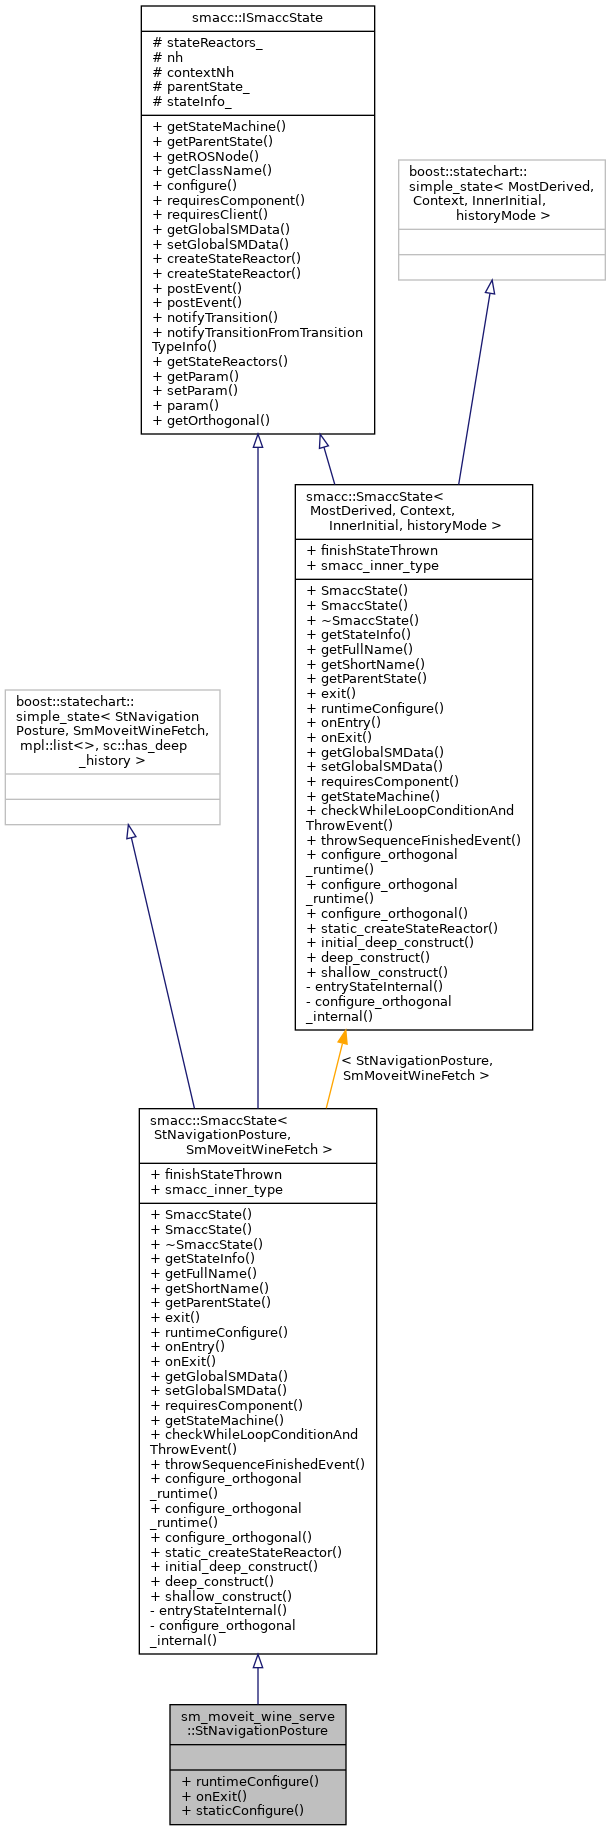 smacc::ISmaccState
# stateReactors_
# nh
# contextNh
# parentState_
# stateInfo_
+ getStateMachine()
+ getParentState()
+ getROSNode()
+ getClassName()
+ configure()
+ requiresComponent()
+ requiresClient()
+ getGlobalSMData()
+ setGlobalSMData()
+ createStateReactor()
+ createStateReactor()
+ postEvent()
+ postEvent()
+ notifyTransition()
+ notifyTransitionFromTransition
TypeInfo()
+ getStateReactors()
+ getParam()
+ setParam()
+ param()
+ getOrthogonal()
boost::statechart::
simple_state< MostDerived,
Context, InnerInitial,
historyMode >
smacc::SmaccState<
MostDerived, Context,
InnerInitial, historyMode >
+ finishStateThrown
+ smacc_inner_type
+ SmaccState()
+ SmaccState()
+ ~SmaccState()
+ getStateInfo()
+ getFullName()
+ getShortName()
+ getParentState()
+ exit()
+ runtimeConfigure()
+ onEntry()
+ onExit()
+ getGlobalSMData()
+ setGlobalSMData()
+ requiresComponent()
+ getStateMachine()
+ checkWhileLoopConditionAnd
ThrowEvent()
+ throwSequenceFinishedEvent()
+ configure_orthogonal
_runtime()
+ configure_orthogonal
_runtime()
+ configure_orthogonal()
+ static_createStateReactor()
+ initial_deep_construct()
+ deep_construct()
+ shallow_construct()
- entryStateInternal()
- configure_orthogonal
_internal()
boost::statechart::
simple_state< StNavigation
Posture, SmMoveitWineFetch,
mpl::list<>, sc::has_deep
_history >
< StNavigationPosture,
SmMoveitWineFetch >
smacc::SmaccState<
StNavigationPosture,
SmMoveitWineFetch >
+ finishStateThrown
+ smacc_inner_type
+ SmaccState()
+ SmaccState()
+ ~SmaccState()
+ getStateInfo()
+ getFullName()
+ getShortName()
+ getParentState()
+ exit()
+ runtimeConfigure()
+ onEntry()
+ onExit()
+ getGlobalSMData()
+ setGlobalSMData()
+ requiresComponent()
+ getStateMachine()
+ checkWhileLoopConditionAnd
ThrowEvent()
+ throwSequenceFinishedEvent()
+ configure_orthogonal
_runtime()
+ configure_orthogonal
_runtime()
+ configure_orthogonal()
+ static_createStateReactor()
+ initial_deep_construct()
+ deep_construct()
+ shallow_construct()
- entryStateInternal()
- configure_orthogonal
_internal()
sm_moveit_wine_serve
::StNavigationPosture
+ runtimeConfigure()
+ onExit()
+ staticConfigure()